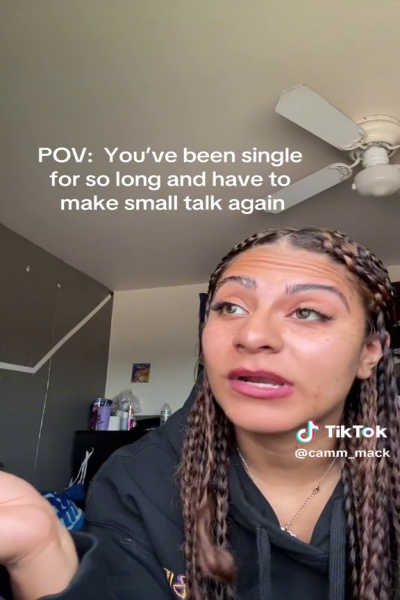 POV:  You’ve been single
for so long and have to
make small talk again
TikTok
@camm_mack